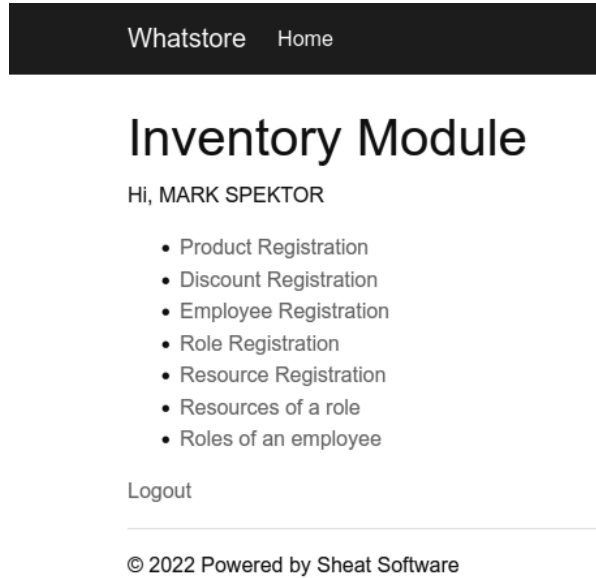 Whatstore Home
Inventory Module
Hi, MARK SPEKTOR
• Product Registration
• Discount Registration
• Employee Registration
• Role Registration
• Resource Registration
• Resources of a role
• Roles of an employee
Logout
© 2022 Powered by Sheat Software